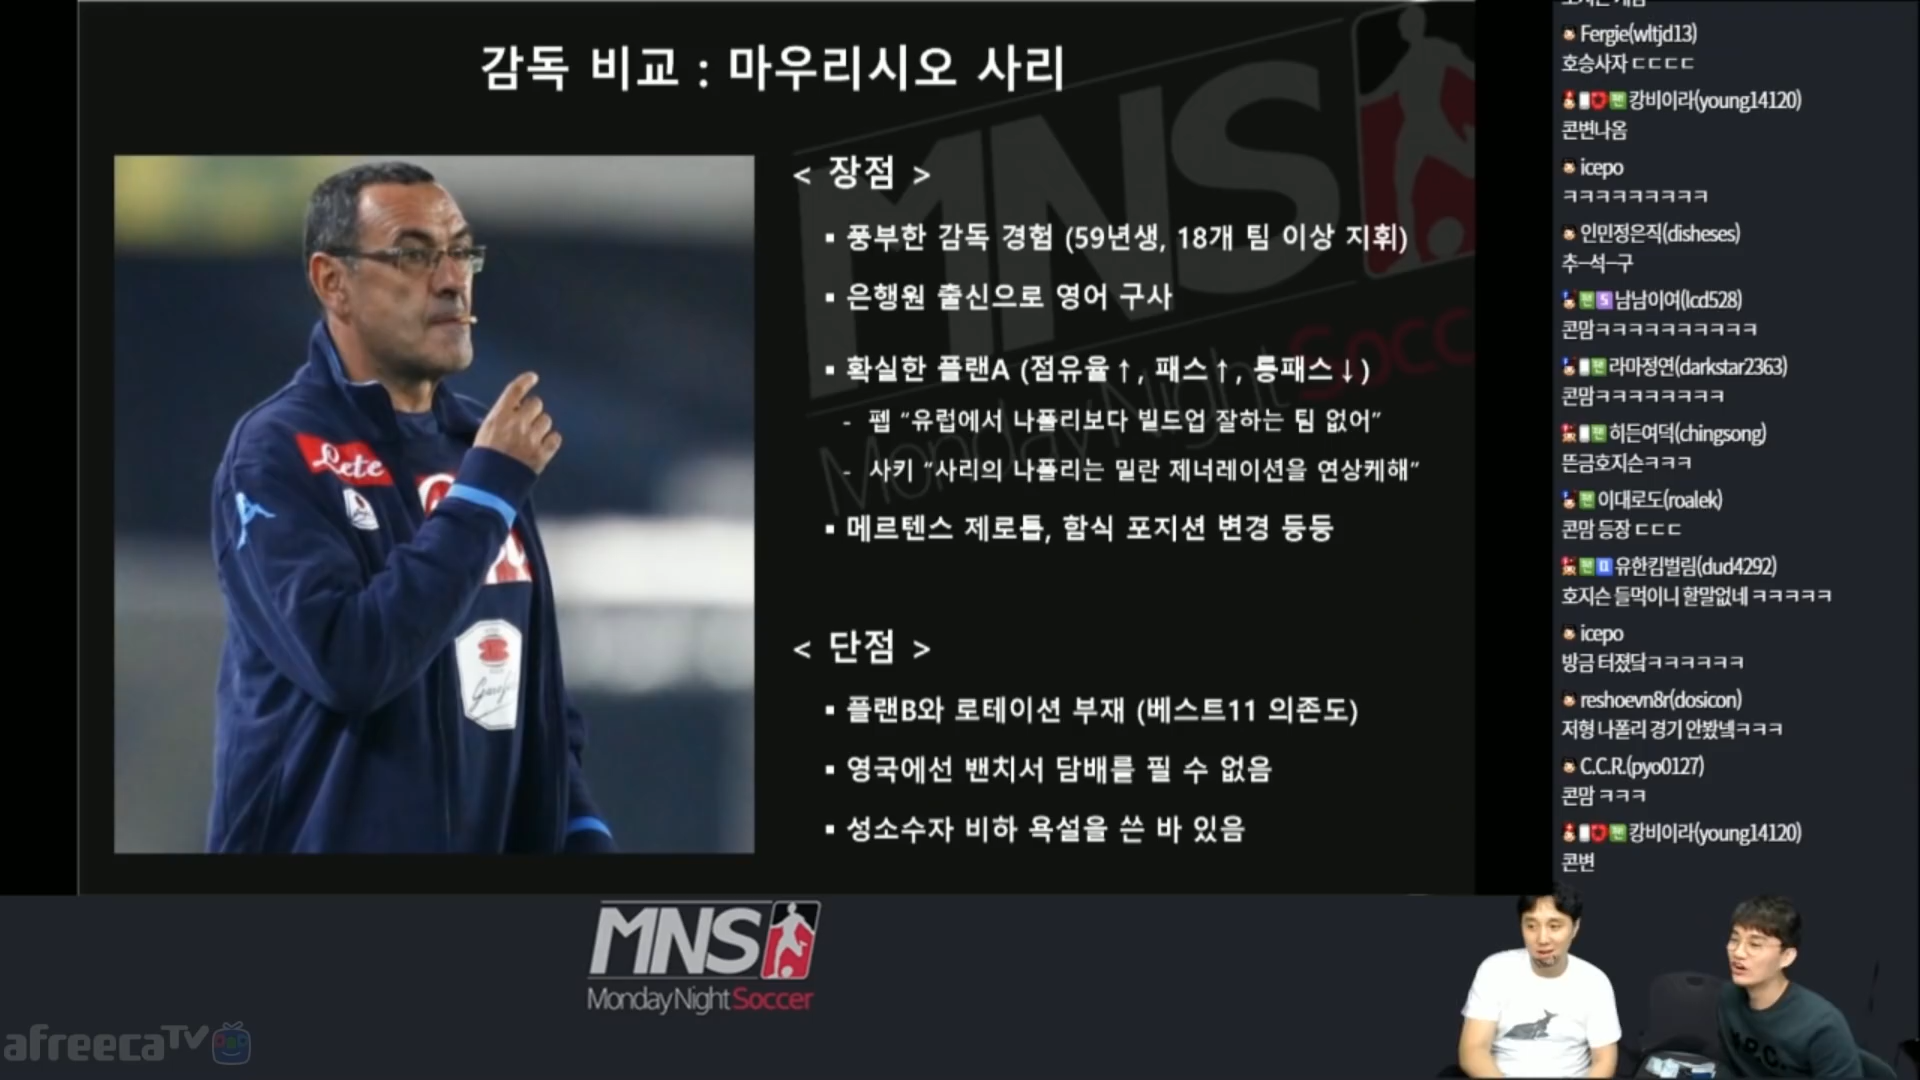 감독 비교 : 마우리시오 사리
< 장점 >
▪ 풍부한 감독 경험 (59년생, 18개 팀 이상 지휘)
▪ 은행원 출신으로 영어 구사
▪ 확실한 플랜A (점유율↑, 패스↑, 롱패스↓)
- 펩 “유럽에서 나폴리보다 빌드업 잘하는 팀 없어”
- 사키 “사리의 나폴리는 밀란 제너레이션을 연상케해”
▪ 메르텐스 제로톱, 함식 포지션 변경 등등
< 단점 >
▪ 플랜B와 로테이션 부재 (베스트11 의존도)
▪ 영국에선 밴치서 담배를 필 수 없음
▪ 성소수자 비하 욕설을 쓴 바 있음
MNS
Monday Night Soccer
Lete
MNS
MondayNightSoccer
afreecaTV
Fergie(wltjd13)
호승사자 ㄷㄷㄷㄷ
팬 캉비이라(young14120)
콘변나옴
icepo
ㅋㅋㅋㅋㅋㅋㅋㅋㅋ
인민정은직(disheses)
추–석–구
팬 S 남남이여(lcd528)
콘맘ㅋㅋㅋㅋㅋㅋㅋㅋㅋㅋ
팬 라마정연(darkstar2363)
콘맘ㅋㅋㅋㅋㅋㅋㅋㅋ
팬 히든여덕(chingsong)
뜬금호지슨ㅋㅋㅋ
팬 이대로도(roalek)
콘맘 등장 ㄷㄷㄷ
팬 유한킴벌림(dud4292)
호지슨 들먹이니 할말없네 ㅋㅋㅋㅋㅋ
icepo
방금 터졌닼ㅋㅋㅋㅋㅋㅋ
reshoevn8r(dosicon)
저형 나폴리 경기 안봤넼ㅋㅋㅋ
C.C.R.(pyo0127)
콘맘 ㅋㅋㅋ
팬 캉비이라(young14120)
콘변